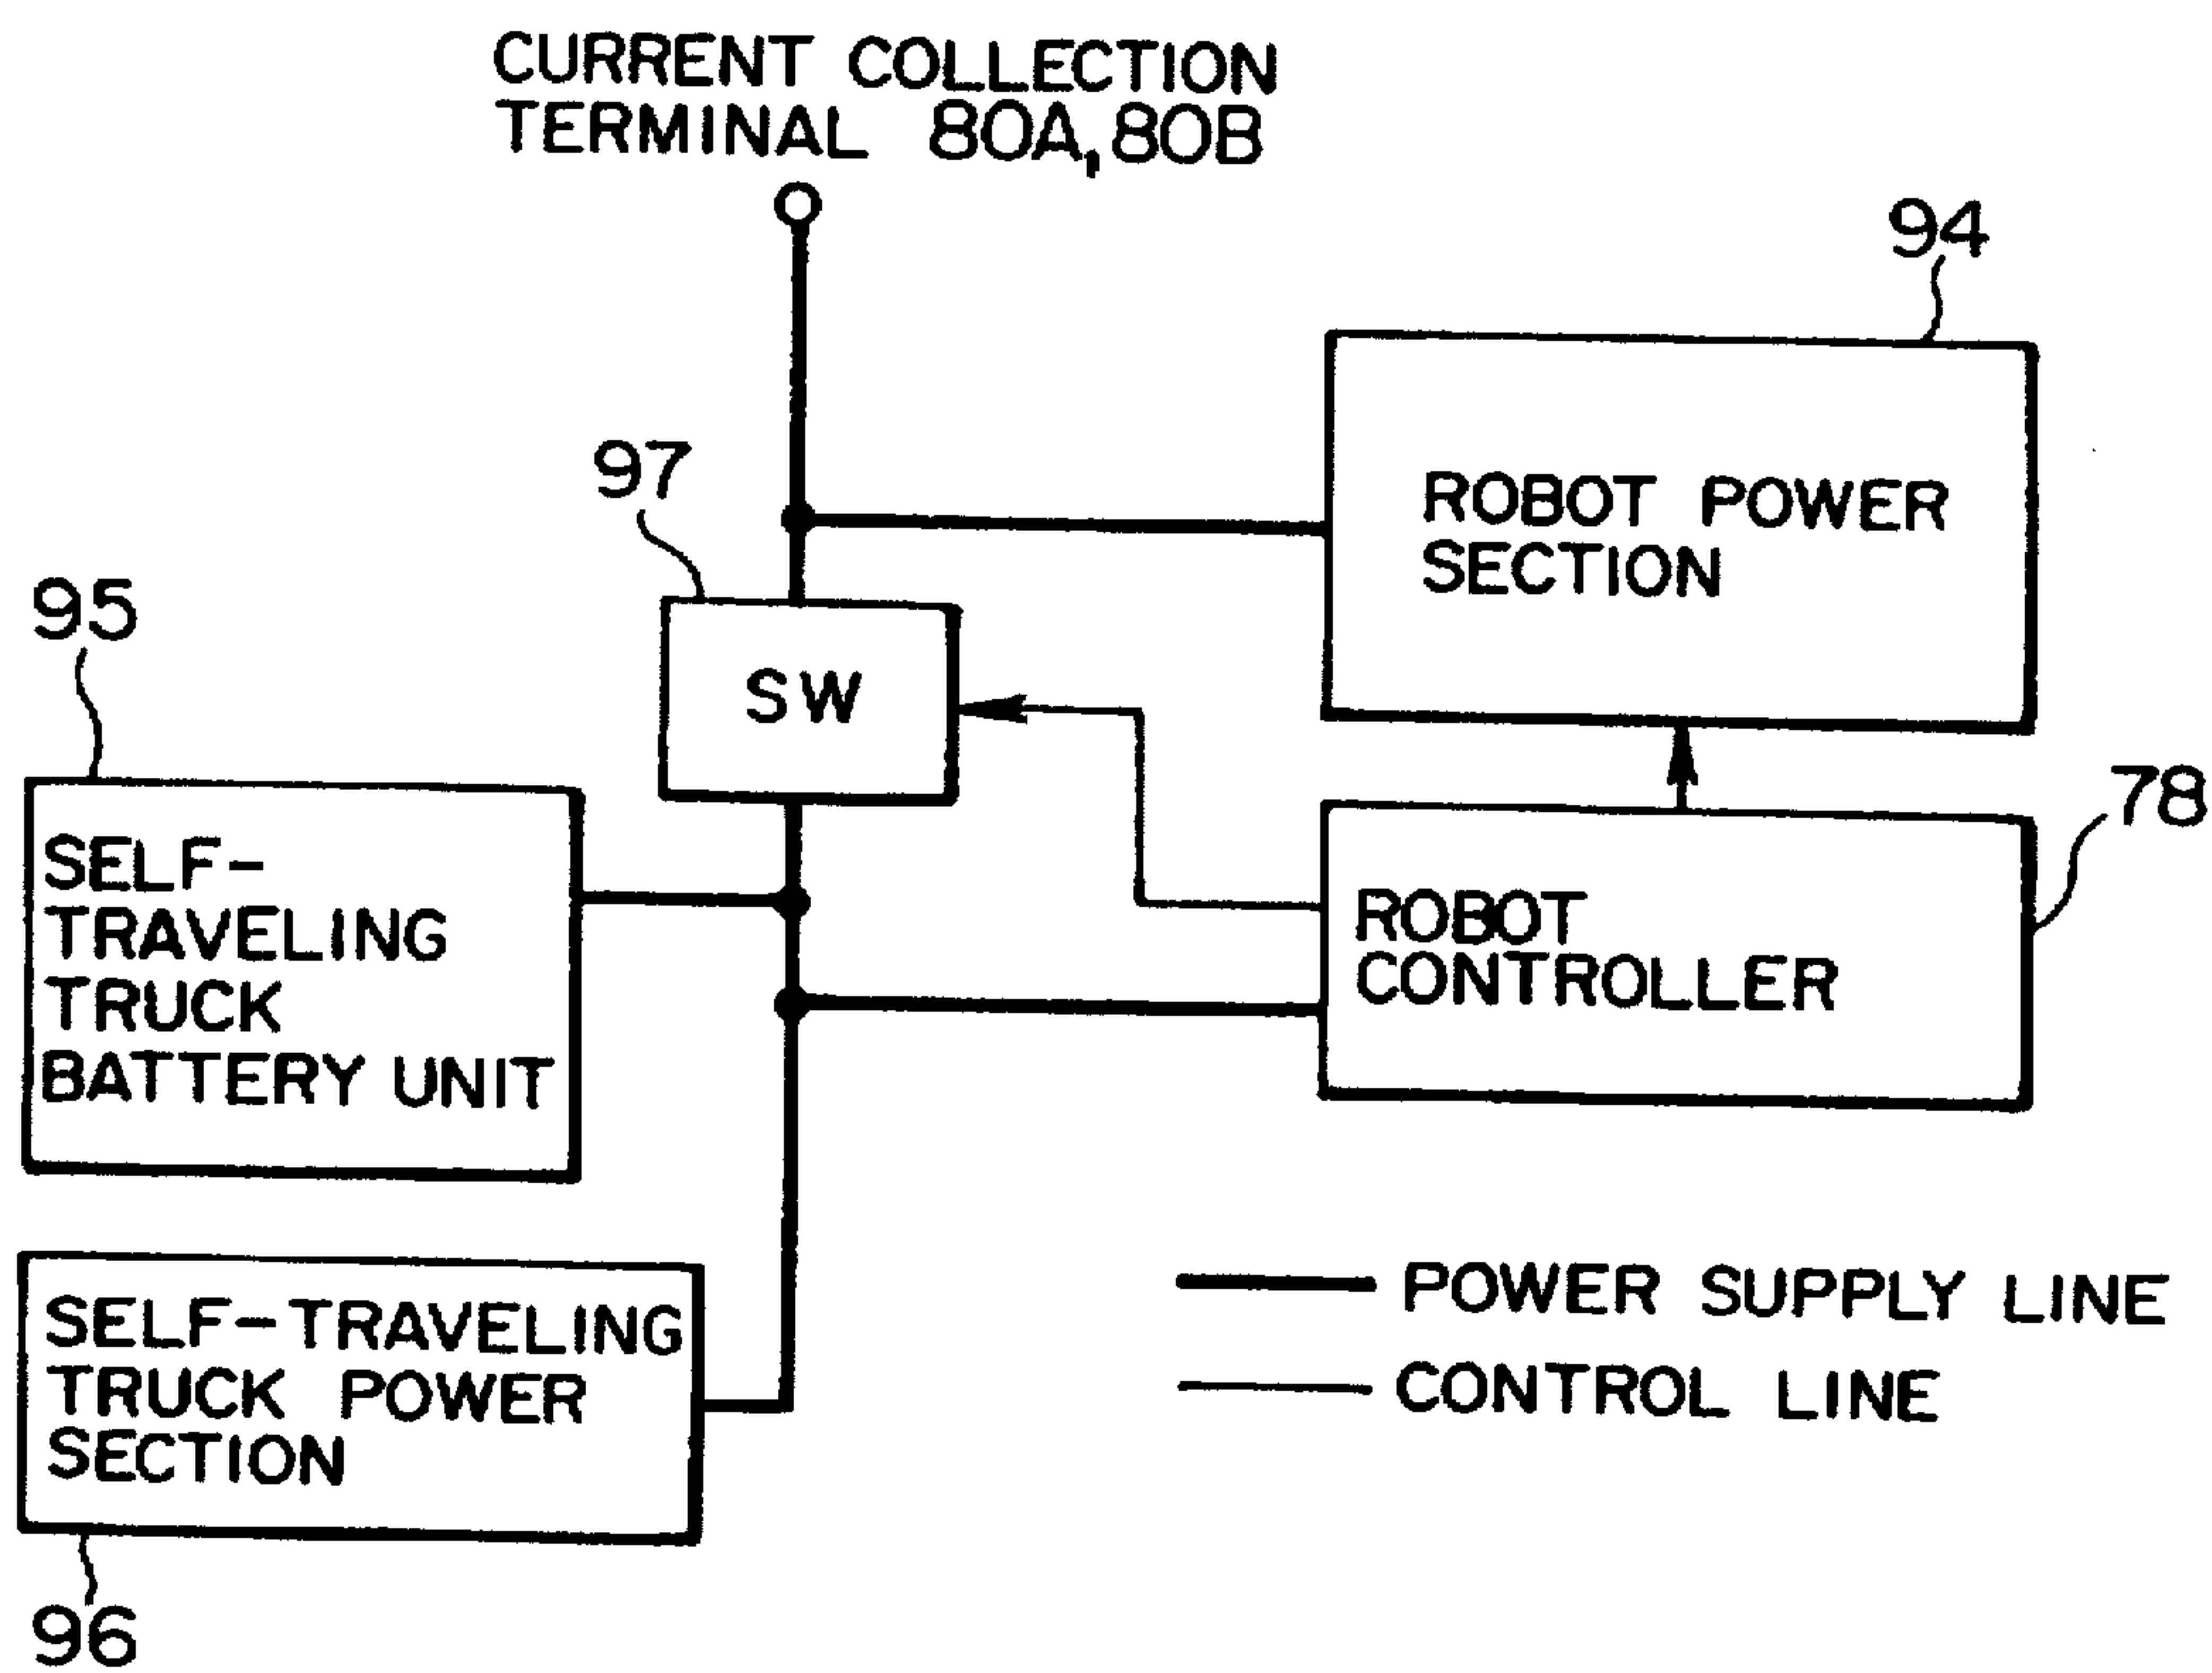 CURRENT COLLECTION
TERMINAL 80A,80B
94
97
ROBOT POWER
SECTION
95
SW
78
SELF-
TRAVELING
TRUCK
BATTERY UNIT
ROBOT
CONTROLLER
POWER SUPPLY LINE
CONTROL LINE
SELF-TRAVELING
TRUCK POWER
SECTION
96